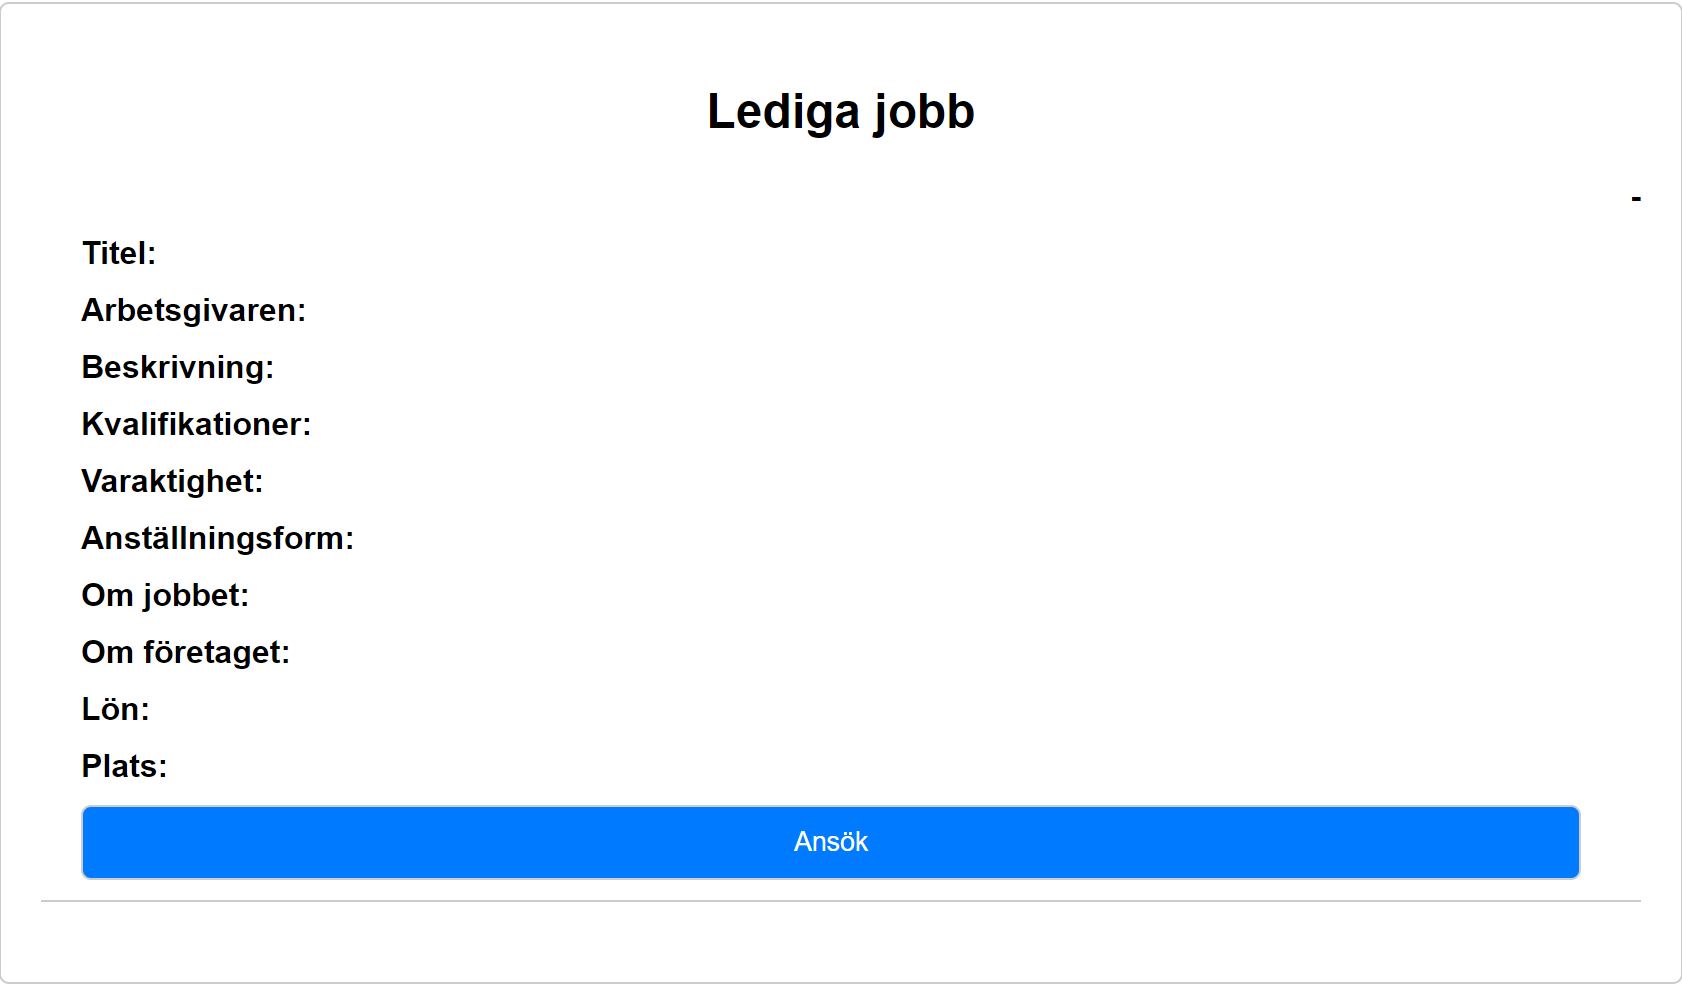 Lediga jobb
-
Titel:
Arbetsgivaren:
Beskrivning:
Kvalifikationer:
Varaktighet:
Anställningsform:
Om jobbet:
Om företaget:
Lön:
Plats:
Ansök